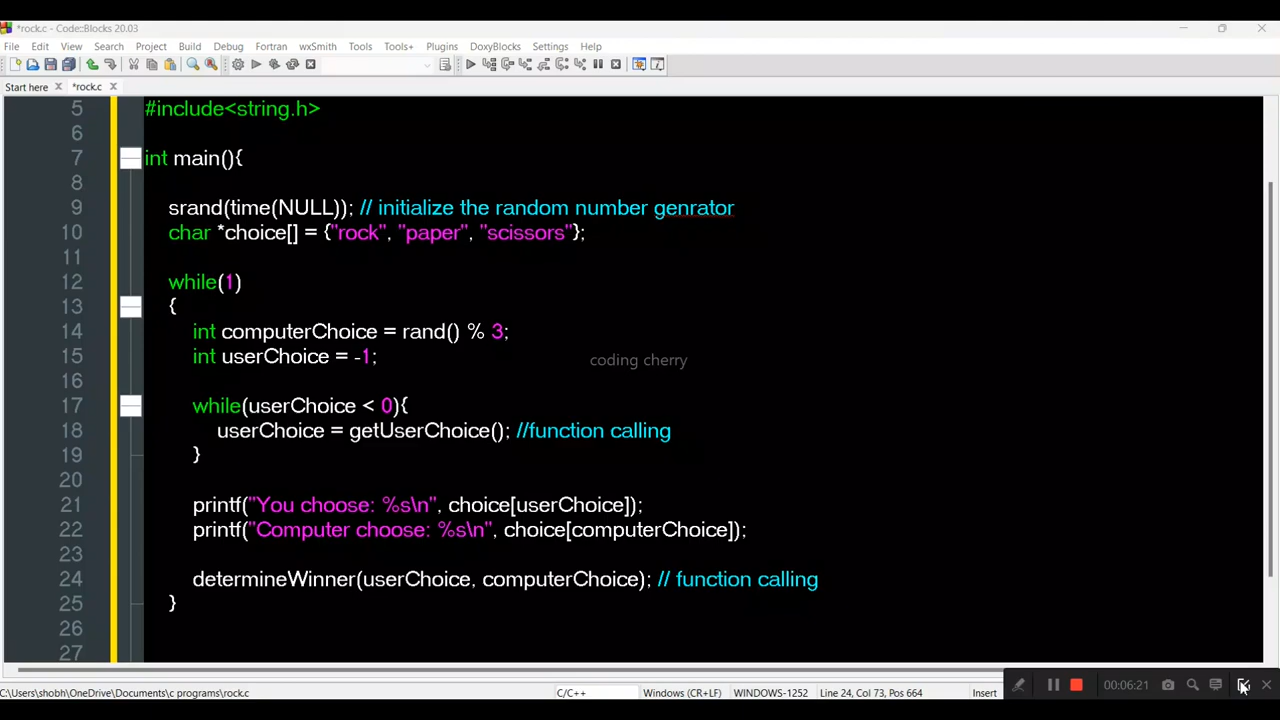 *rock.c - Code::Blocks 20.03
File Edit View Search Project Build Debug Fortran wxSmith Tools Tools+ Plugins DoxyBlocks Settings Help
Start here *rock.c
5 #include<string.h>
6
7 int main(){
8
9 srand(time(NULL)); // initialize the random number genrator
10 char *choice[] = {"rock", "paper", "scissors"};
11
12 while(1)
13 {
14 int computerChoice = rand() % 3;
15 int userChoice = -1;
coding cherry
16
17 while(userChoice < 0){
18 userChoice = getUserChoice(); //function calling
19 }
20
21 printf("You choose: %s\n", choice[userChoice]);
22 printf("Computer choose: %s\n", choice[computerChoice]);
23
24 determineWinner(userChoice, computerChoice); // function calling
25 }
26
27
C:\Users\shobh\OneDrive\Documents\c programs\rock.c C/C++ Windows (CR+LF) WINDOWS-1252 Line 24, Col 73, Pos 664 Insert 00:06:21